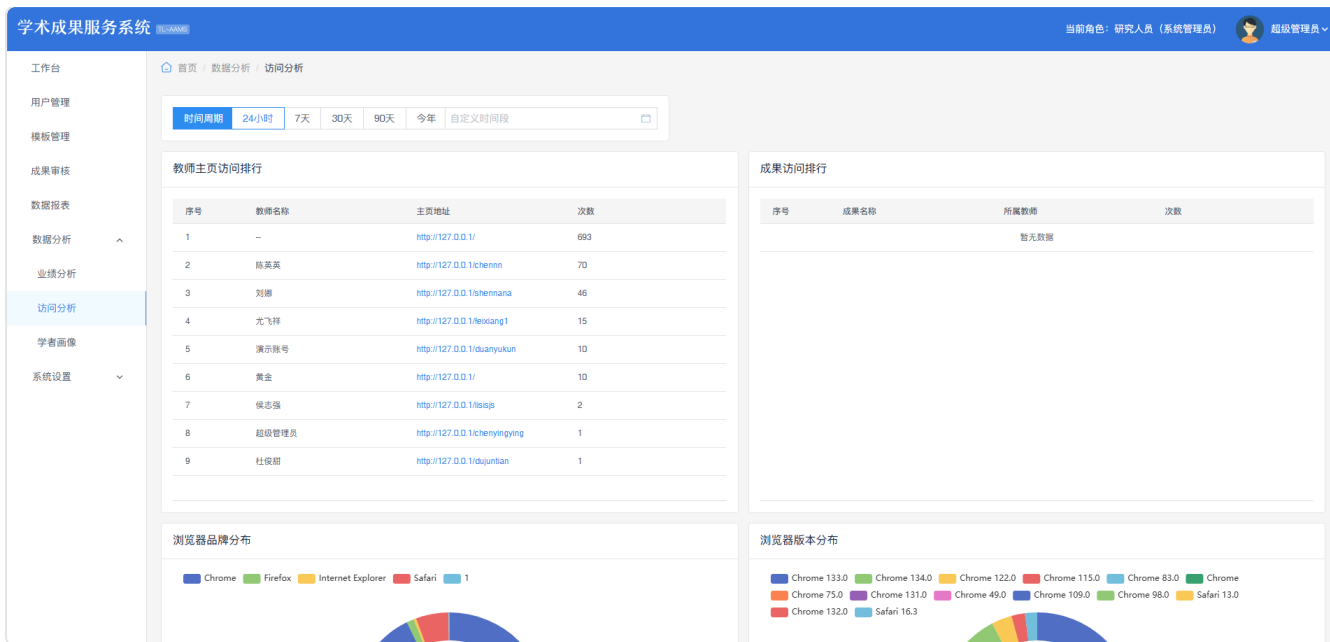 学术成果服务系统 TL-AAMS 当前角色：研究人员（系统管理员） 超级管理员
工作台
用户管理
模板管理
成果审核
数据报表
数据分析
业绩分析
访问分析
学者画像
系统设置
首页 / 数据分析 / 访问分析
时间周期 24小时 7天 30天 90天 今年 自定义时间段
教师主页访问排行
序号 教师名称 主页地址 次数
1 -- http://127.0.0.1/ 693
2 陈英英 http://127.0.0.1/chennn 70
3 刘娜 http://127.0.0.1/shennana 46
4 尤飞祥 http://127.0.0.1/feixiang1 15
5 演示账号 http://127.0.0.1/duanyukun 10
6 黄金 http://127.0.0.1/ 10
7 侯志强 http://127.0.0.1/lisisjs 2
8 超级管理员 http://127.0.0.1/chenyingying 1
9 杜俊甜 http://127.0.0.1/dujuntian 1
成果访问排行
序号 成果名称 所属教师 次数
暂无数据
浏览器品牌分布
Chrome Firefox Internet Explorer Safari 1
浏览器版本分布
Chrome 133.0 Chrome 134.0 Chrome 122.0 Chrome 115.0 Chrome 83.0 Chrome
Chrome 75.0 Chrome 131.0 Chrome 49.0 Chrome 109.0 Chrome 98.0 Safari 13.0
Chrome 132.0 Safari 16.3